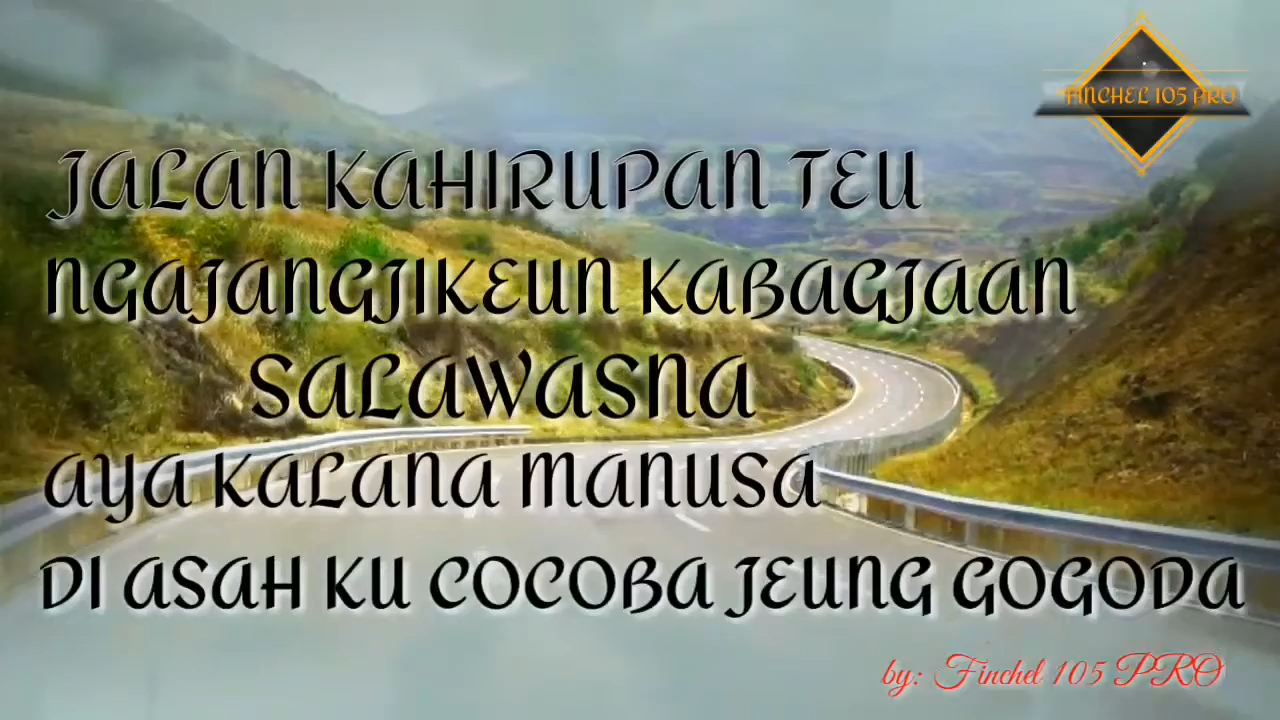 FINCHEL 105 PRO
JALAN KAHIRUPAN TEU
NGAJANGJIKEUN KABAGJAAN
SALAWASNA
AYA KALANA MANUSA
DI ASAH KU COCOBA JEUNG GOGODA
by: Finchel 105 PRO